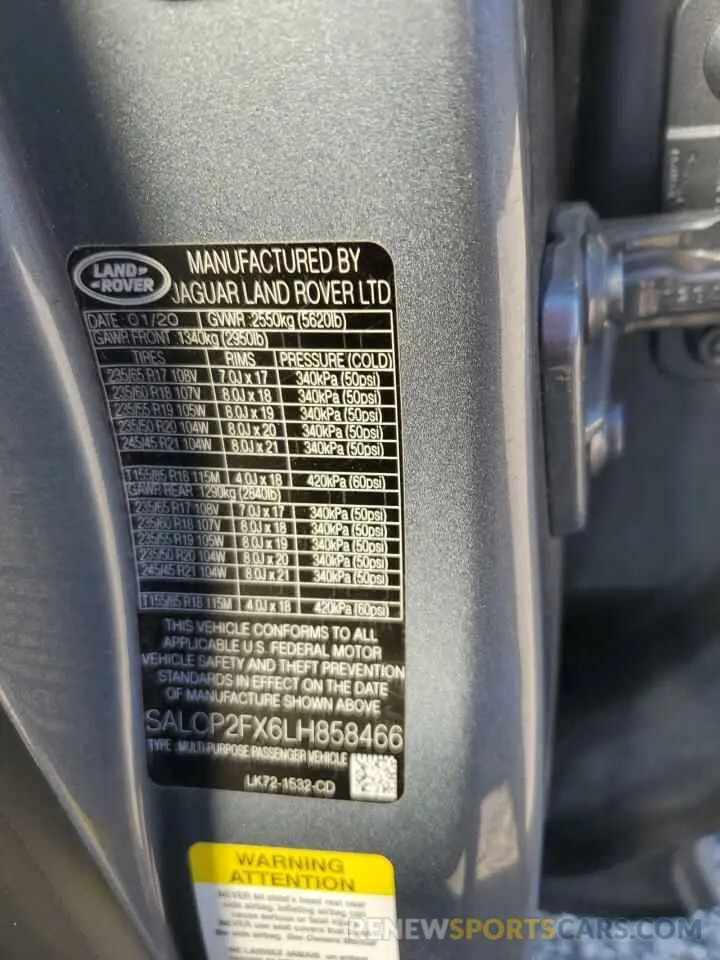 LAND-
-ROVER
MANUFACTURED BY
JAGUAR LAND ROVER LTD
DATE 01/20 GVWR 2550kg (5620lb)
GAWR FRONT 1340kg (2950lb)
TIRES RIMS PRESSURE (COLD)
235/65 R17 108V 7.0J x 17 340kPa (50psi)
235/60 R18 107V 8.0J x 18 340kPa (50psi)
235/55 R19 105W 8.0J x 19 340kPa (50psi)
235/50 R20 104W 8.0J x 20 340kPa (50psi)
245/45 R21 104W 8.0J x 21 340kPa (50psi)
T155/85 R18 115M 4.0J x 18 420kPa (60psi)
GAWR REAR 1290kg (2840lb)
235/65 R17 108V 7.0J x 17 340kPa (50psi)
235/60 R18 107V 8.0J x 18 340kPa (50psi)
235/55 R19 105W 8.0J x 19 340kPa (50psi)
235/50 R20 104W 8.0J x 20 340kPa (50psi)
245/45 R21 104W 8.0J x 21 340kPa (50psi)
T155/85 R18 115M 4.0J x 18 420kPa (60psi)
THIS VEHICLE CONFORMS TO ALL
APPLICABLE U.S. FEDERAL MOTOR
VEHICLE SAFETY AND THEFT PREVENTION
STANDARDS IN EFFECT ON THE DATE
OF MANUFACTURE SHOWN ABOVE
SALCP2FX6LH858466
TYPE : MULTI-PURPOSE PASSENGER VEHICLE
LK72-1532-CD
WARNING
ATTENTION
RENEWSPORTSCARS.COM